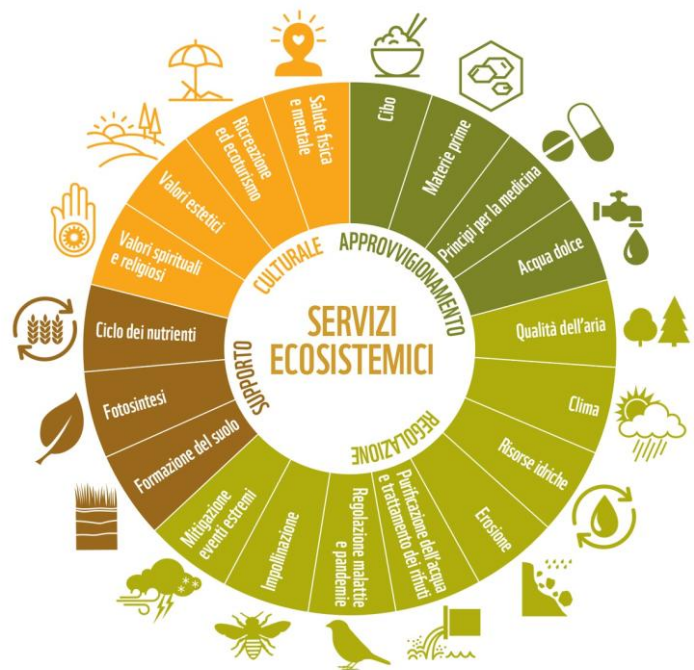 SERVIZI
ECOSISTEMICI
APPROVVIGIONAMENTO
Cibo
Materie prime
Principi per la medicina
Acqua dolce
REGOLAZIONE
Qualità dell'aria
Clima
Risorse idriche
Erosione
Purificazione dell'acqua
e trattamento dei rifiuti
Regolazione malattie
e pandemie
Impollinazione
Mitigazione
eventi estremi
SUPPORTO
Formazione del suolo
Fotosintesi
Ciclo dei nutrienti
CULTURALE
Valori spirituali
e religiosi
Valori estetici
Ricreazione
ed ecoturismo
Salute fisica
e mentale